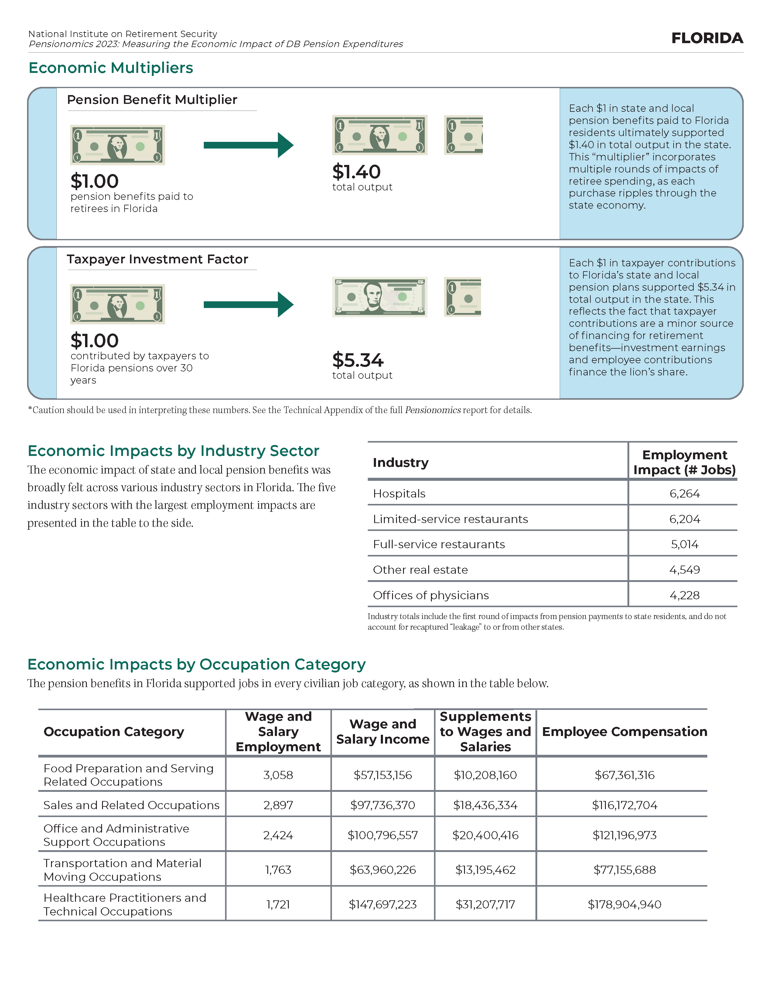 National Institute on Retirement Security
Pensionomics 2023: Measuring the Economic Impact of DB Pension Expenditures
FLORIDA
Economic Multipliers
Pension Benefit Multiplier
$1.00
pension benefits paid to
retirees in Florida
$1.40
total output
Each $1 in state and local
pension benefits paid to Florida
residents ultimately supported
$1.40 in total output in the state.
This “multiplier” incorporates
multiple rounds of impacts of
retiree spending, as each
purchase ripples through the
state economy.
Taxpayer Investment Factor
$1.00
contributed by taxpayers to
Florida pensions over 30
years
$5.34
total output
Each $1 in taxpayer contributions
to Florida’s state and local
pension plans supported $5.34 in
total output in the state. This
reflects the fact that taxpayer
contributions are a minor source
of financing for retirement
benefits—investment earnings
and employee contributions
finance the lion’s share.
*Caution should be used in interpreting these numbers. See the Technical Appendix of the full Pensionomics report for details.
Economic Impacts by Industry Sector
The economic impact of state and local pension benefits was
broadly felt across various industry sectors in Florida. The five
industry sectors with the largest employment impacts are
presented in the table to the side.
Industry
Employment
Impact (# Jobs)
Hospitals 6,264
Limited-service restaurants 6,204
Full-service restaurants 5,014
Other real estate 4,549
Offices of physicians 4,228
Industry totals include the first round of impacts from pension payments to state residents, and do not
account for recaptured “leakage” to or from other states.
Economic Impacts by Occupation Category
The pension benefits in Florida supported jobs in every civilian job category, as shown in the table below.
Occupation Category
Wage and
Salary
Employment
Wage and
Salary Income
Supplements
to Wages and
Salaries
Employee Compensation
Food Preparation and Serving
Related Occupations
3,058 $57,153,156 $10,208,160 $67,361,316
Sales and Related Occupations 2,897 $97,736,370 $18,436,334 $116,172,704
Office and Administrative
Support Occupations
2,424 $100,796,557 $20,400,416 $121,196,973
Transportation and Material
Moving Occupations
1,763 $63,960,226 $13,195,462 $77,155,688
Healthcare Practitioners and
Technical Occupations
1,721 $147,697,223 $31,207,717 $178,904,940